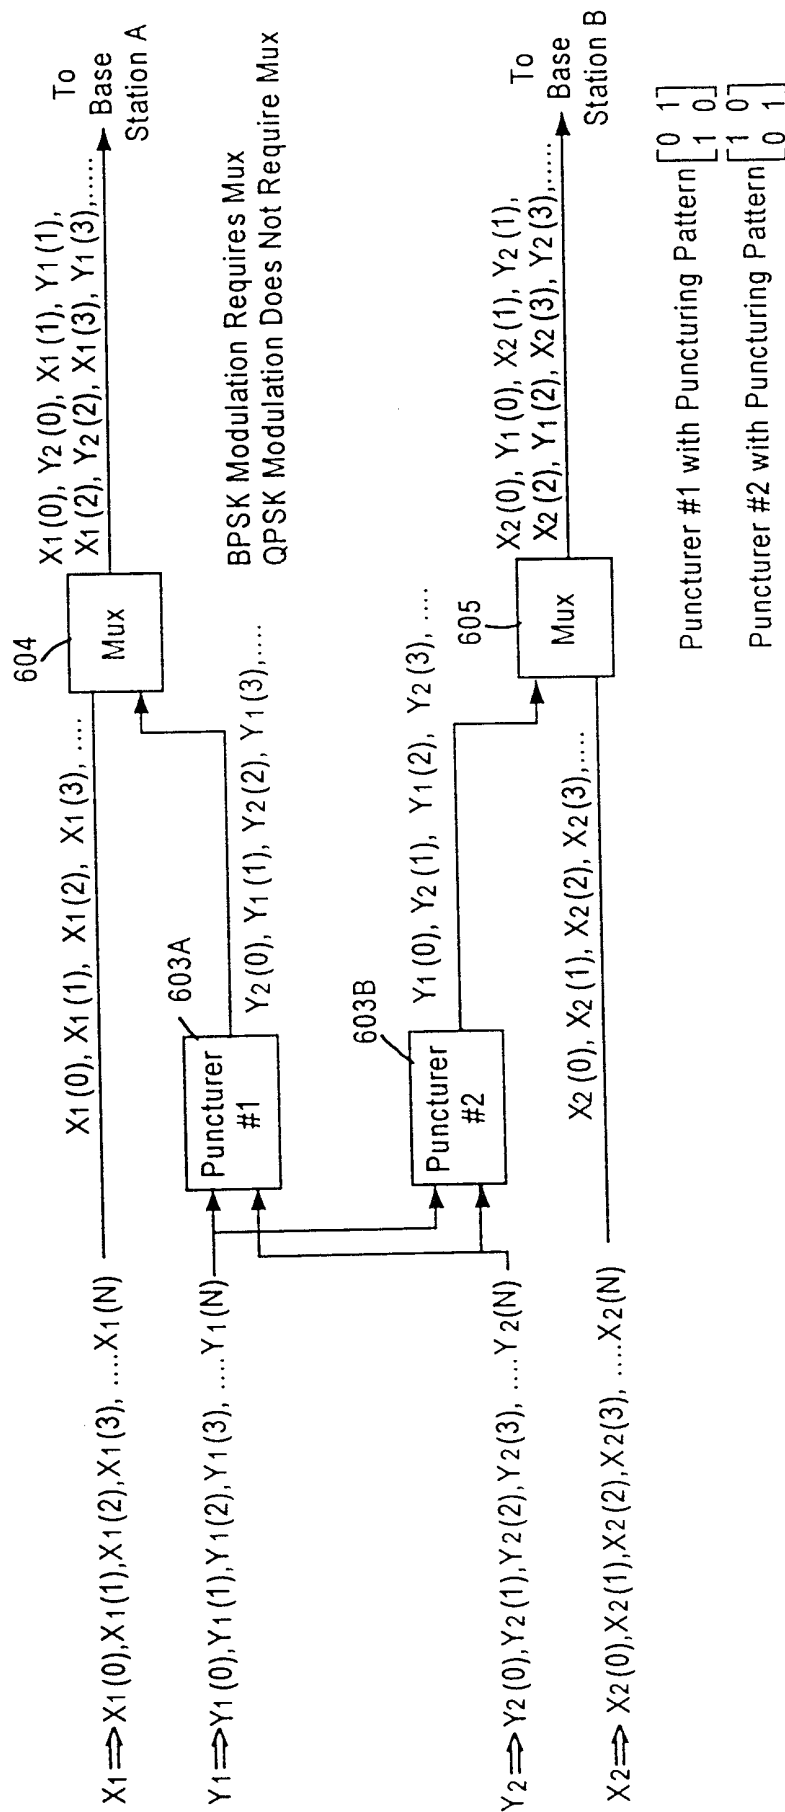 X1⇒X1(0),X1(1),X1(2),X1(3), ....X1(N)
X1(0), X1(1), X1(2), X1(3), ....
604
Mux
X1(0), Y2(0), X1(1), Y1(1),
X1(2), Y2(2), X1(3), Y1(3),.....
To
Base
Station A
Y1⇒Y1(0),Y1(1),Y1(2),Y1(3), ....Y1(N)
603A
Puncturer
#1
Y2(0), Y1(1), Y2(2), Y1(3),....
BPSK Modulation Requires Mux
QPSK Modulation Does Not Require Mux
603B
Puncturer
#2
Y1(0), Y2(1), Y1(2), Y2(3), ....
Y2⇒Y2(0),Y2(1),Y2(2),Y2(3), ....Y2(N)
X2⇒ X2(0),X2(1),X2(2),X2(3), ....X2(N)
X2(0), X2(1), X2(2), X2(3),....
605
Mux
X2(0), Y1(0), X2(1), Y2(1),
X2(2), Y1(2), X2(3), Y2(3),.....
To
Base
Station B
Puncturer #1 with Puncturing Pattern [0 1]
[1 0]
Puncturer #2 with Puncturing Pattern [1 0]
[0 1]